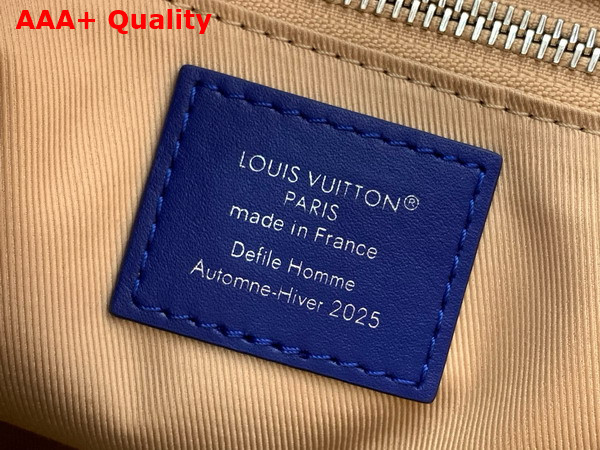 AAA+ Quality
LOUIS VUITTON®
PARIS
made in France
Defile Homme
Automne-Hiver 2025